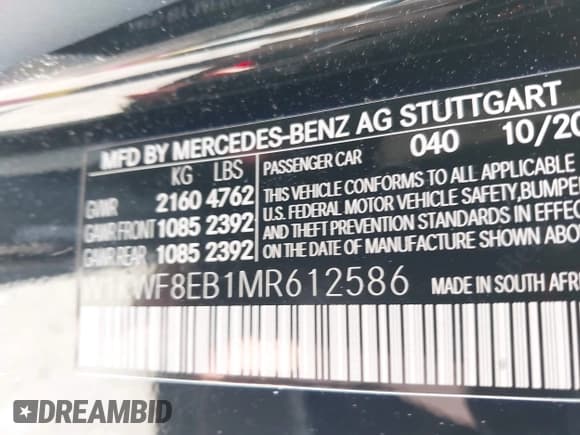 MFD BY MERCEDES-BENZ AG STUTTGART
KG LBS
GVWR 2160 4762
GAWR FRONT 1085 2392
GAWR REAR 1085 2392
PASSENGER CAR 040 10/20
THIS VEHICLE CONFORMS TO ALL APPLICABLE
U.S. FEDERAL MOTOR VEHICLE SAFETY, BUMPE
AND THEFT PREVENTION STANDARDS IN EFFEC
ON THE DATE OF MANUFACTURE SHOWN ABO
W1KWF8EB1MR612586
MADE IN SOUTH AFRI
DREAMBID